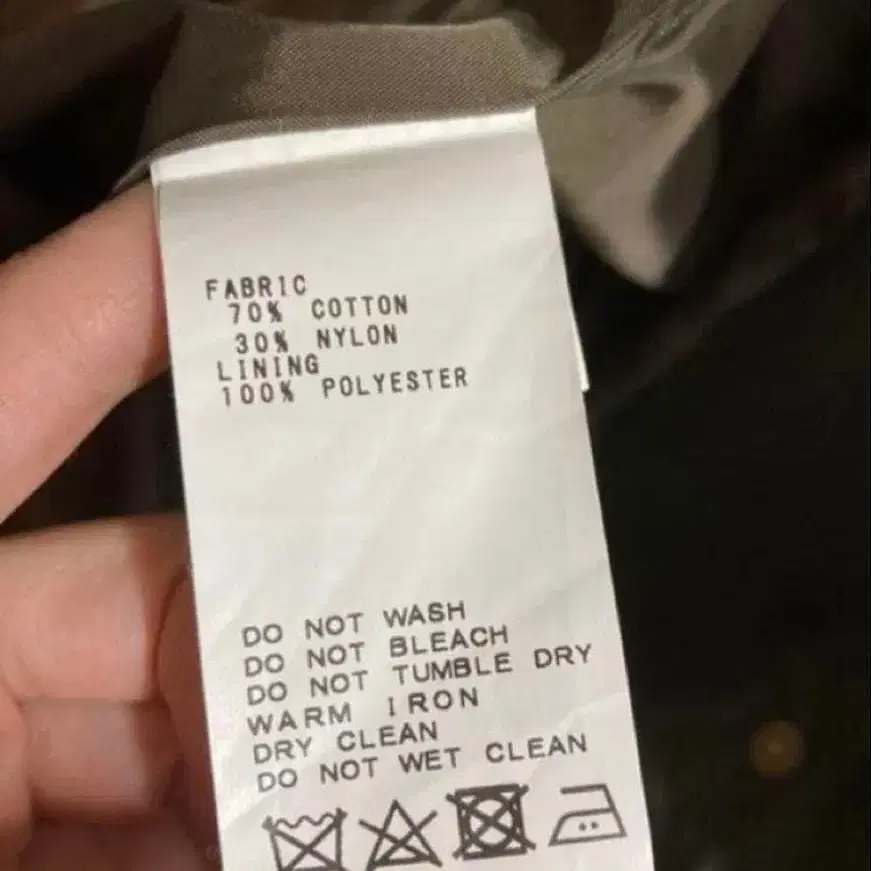 FABRIC
70% COTTON
30% NYLON
LINING
100% POLYESTER
DO NOT WASH
DO NOT BLEACH
DO NOT TUMBLE DRY
WARM IRON
DRY CLEAN
DO NOT WET CLEAN